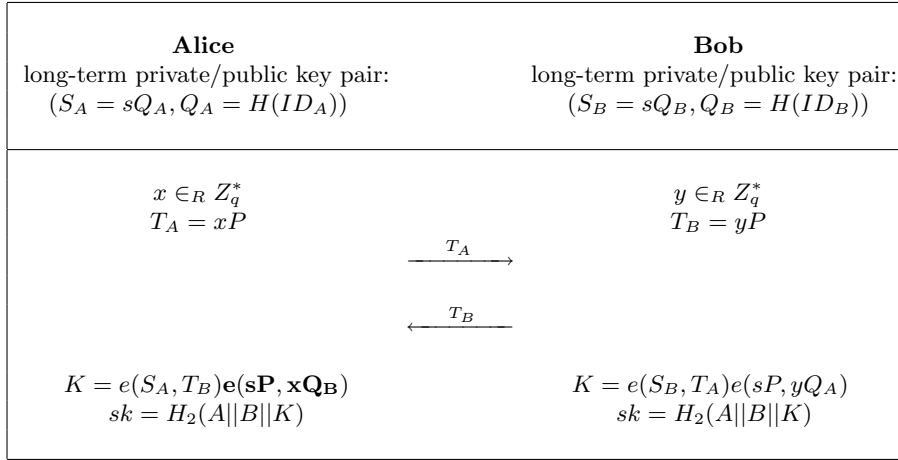 Alice Bob
long-term private/public key pair: long-term private/public key pair:
(S_A = sQ_A, Q_A = H(ID_A)) (S_B = sQ_B, Q_B = H(ID_B))
x ∈_R Z_q^* y ∈_R Z_q^*
T_A = xP T_B = yP
T_A
T_B
K = e(S_A, T_B)e(sP, xQ_B) K = e(S_B, T_A)e(sP, yQ_A)
sk = H_2(A||B||K) sk = H_2(A||B||K)